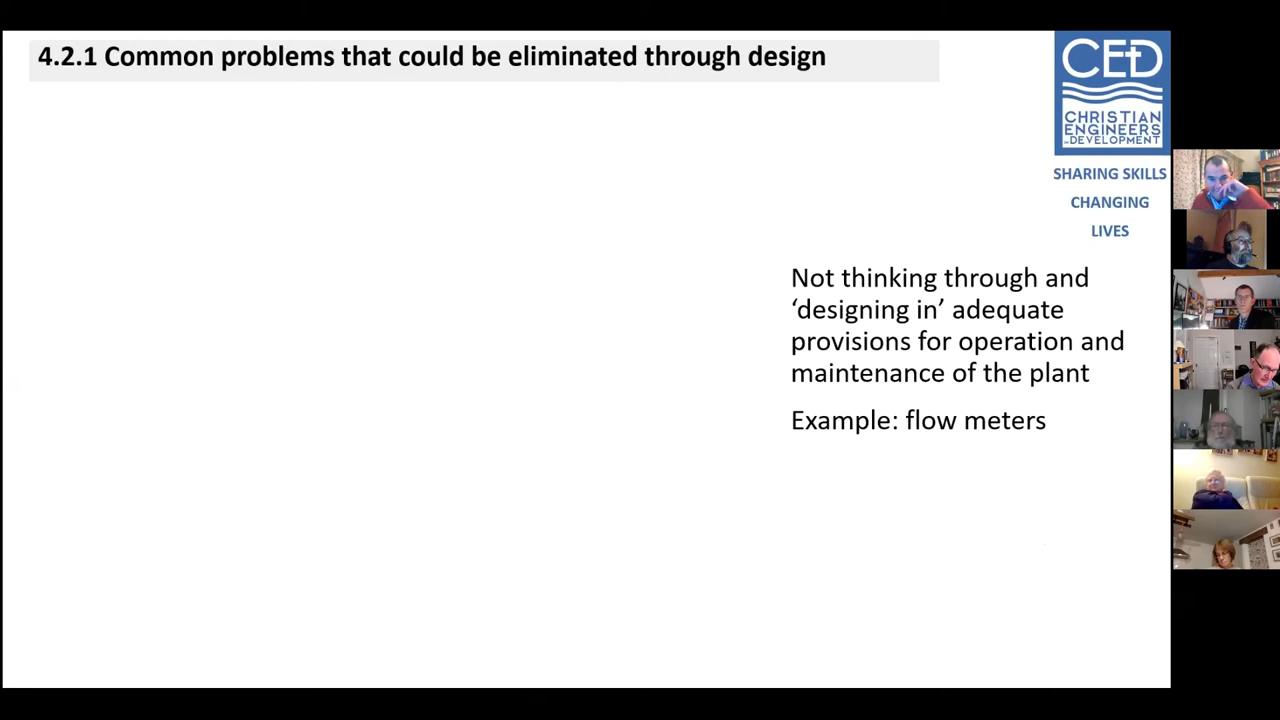 4.2.1 Common problems that could be eliminated through design
CED
CHRISTIAN
ENGINEERS
IN DEVELOPMENT
SHARING SKILLS
CHANGING
LIVES
Not thinking through and
‘designing in’ adequate
provisions for operation and
maintenance of the plant
Example: flow meters